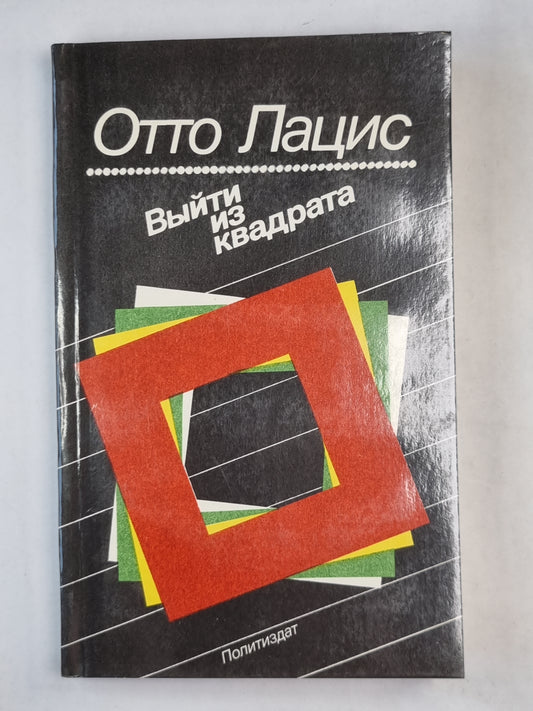 Отто Лацис
Выйти
из
квадрата
Политиздат